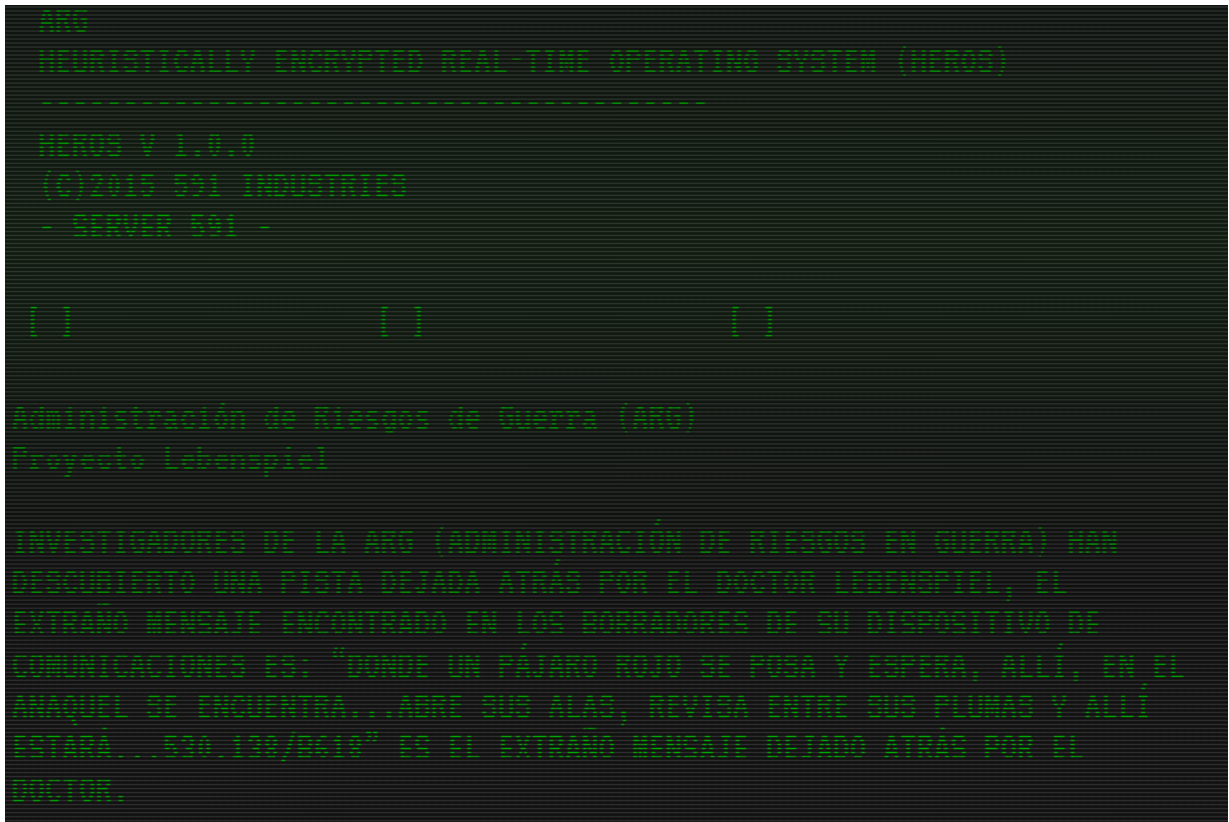 ARG
HEURISTICALLY ENCRYPTED REAL-TIME OPERATING SYSTEM (HEROS)
----------------------------------------
HEROS V 1.0.0
(C)2015 591 INDUSTRIES
- SERVER 591 -
[ ] [ ] [ ]
Administración de Riesgos de Guerra (ARG)
Proyecto Lebenspiel
INVESTIGADORES DE LA ARG (ADMINISTRACIÓN DE RIESGOS EN GUERRA) HAN
DESCUBIERTO UNA PISTA DEJADA ATRÁS POR EL DOCTOR LEBENSPIEL, EL
EXTRAÑO MENSAJE ENCONTRADO EN LOS BORRADORES DE SU DISPOSITIVO DE
COMUNICACIONES ES: “DONDE UN PÁJARO ROJO SE POSA Y ESPERA, ALLÍ, EN EL
ANAQUEL SE ENCUENTRA...ABRE SUS ALAS, REVISA ENTRE SUS PLUMAS Y ALLÍ
ESTARÁ... ES EL EXTRAÑO MENSAJE DEJADO ATRÁS POR EL
DOCTOR.